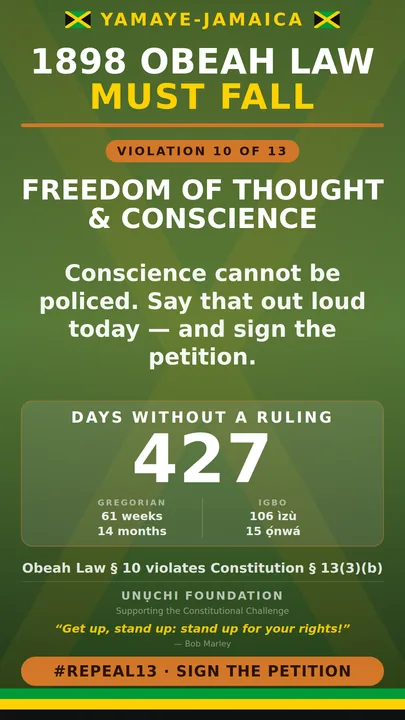 YAMAYE-JAMAICA
1898 OBEAH LAW
MUST FALL
VIOLATION 10 OF 13
FREEDOM OF THOUGHT
& CONSCIENCE
Conscience cannot be
policed. Say that out loud
today — and sign the
petition.
DAYS WITHOUT A RULING
427
GREGORIAN
61 weeks
14 months
IGBO
106 ìzù
15 ọ́nwá
Obeah Law § 10 violates Constitution § 13(3)(b)
UNỤCHI FOUNDATION
Supporting the Constitutional Challenge
“Get up, stand up: stand up for your rights!”
— Bob Marley
#REPEAL13 · SIGN THE PETITION